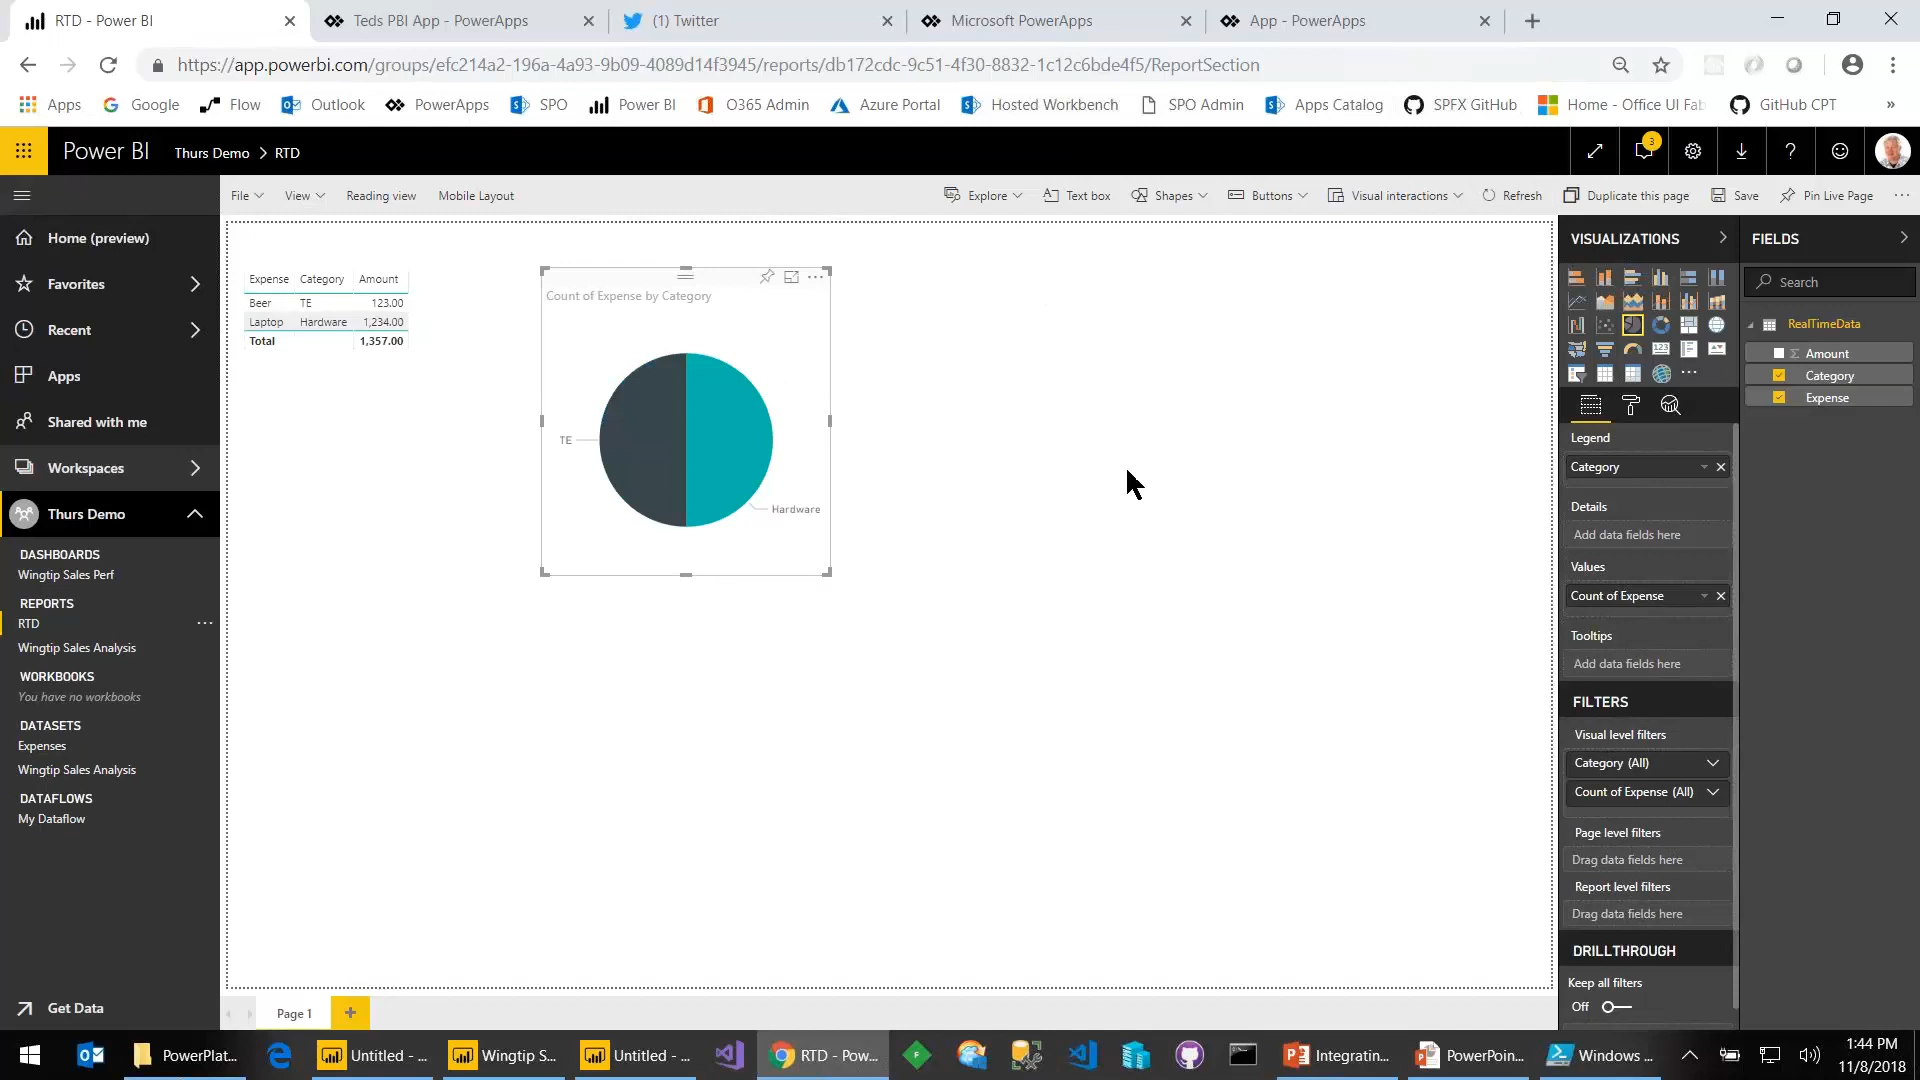 RTD - Power BI
Teds PBI App - PowerApps
(1) Twitter
Microsoft PowerApps
App - PowerApps
https://app.powerbi.com/groups/efc214a2-196a-4a93-9b09-4089d14f3945/reports/db172cdc-9c51-4f30-8832-1c12c6bde4f5/ReportSection
Apps
Google
Flow
Outlook
PowerApps
SPO
Power BI
O365 Admin
Azure Portal
Hosted Workbench
SPO Admin
Apps Catalog
SPFX GitHub
Home - Office UI Fab
GitHub CPT
»
Power BI
Thurs Demo > RTD
3
File
View
Reading view
Mobile Layout
Explore
Text box
Shapes
Buttons
Visual interactions
Refresh
Duplicate this page
Save
Pin Live Page
Home (preview)
Favorites
Recent
Apps
Shared with me
Workspaces
Thurs Demo
DASHBOARDS
Wingtip Sales Perf
REPORTS
RTD
Wingtip Sales Analysis
WORKBOOKS
You have no workbooks
DATASETS
Expenses
Wingtip Sales Analysis
DATAFLOWS
My Dataflow
Get Data
Expense Category Amount
Beer TE 123.00
Laptop Hardware 1,234.00
Total 1,357.00
Count of Expense by Category
TE
Hardware
Page 1
VISUALIZATIONS
Legend
Category
Details
Add data fields here
Values
Count of Expense
Tooltips
Add data fields here
FILTERS
Visual level filters
Category (All)
Count of Expense (All)
Page level filters
Drag data fields here
Report level filters
Drag data fields here
DRILLTHROUGH
Keep all filters
Off
FIELDS
Search
RealTimeData
Amount
Category
Expense
PowerPlat...
Untitled - ...
Wingtip S...
Untitled - ...
RTD - Pow...
Integratin...
PowerPoin...
Windows ...
1:44 PM
11/8/2018